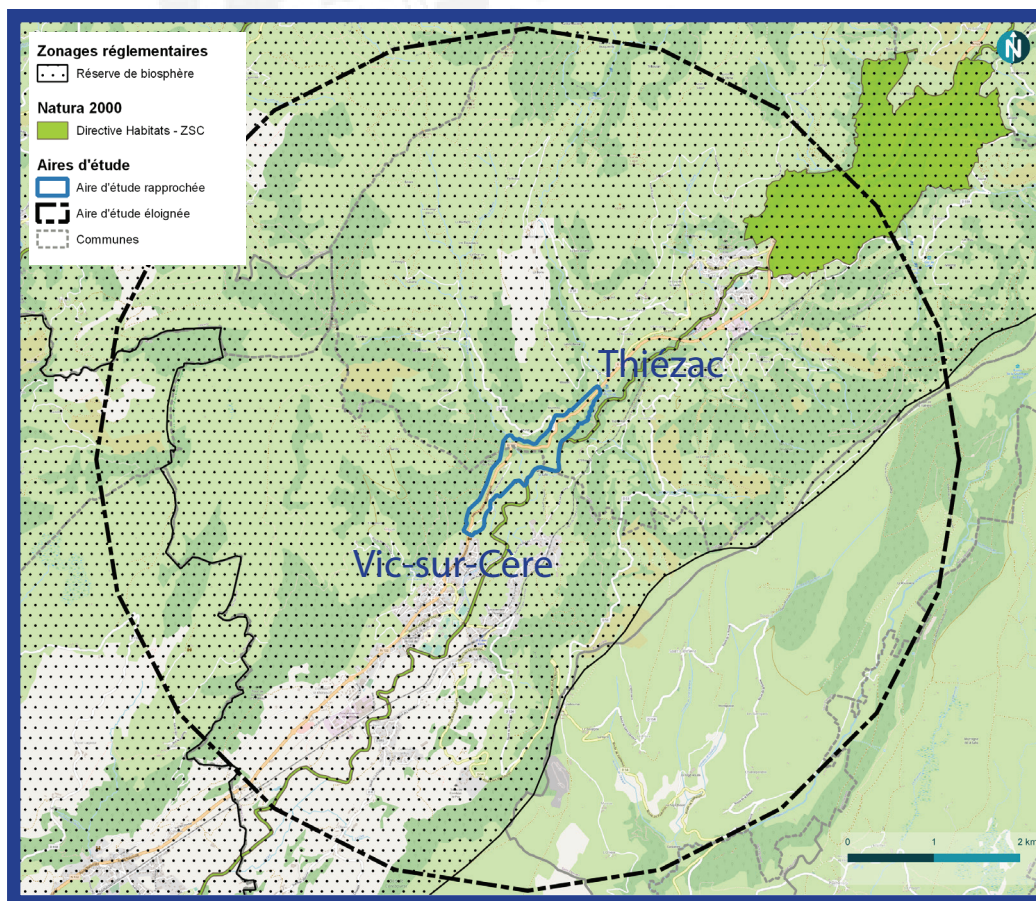 Zonages réglementaires
Réserve de biosphère
Natura 2000
Directive Habitats - ZSC
Aires d'étude
Aire d'étude rapprochée
Aire d'étude éloignée
Communes
N
Thiézac
Vic-sur-Cère
0 1 2 km